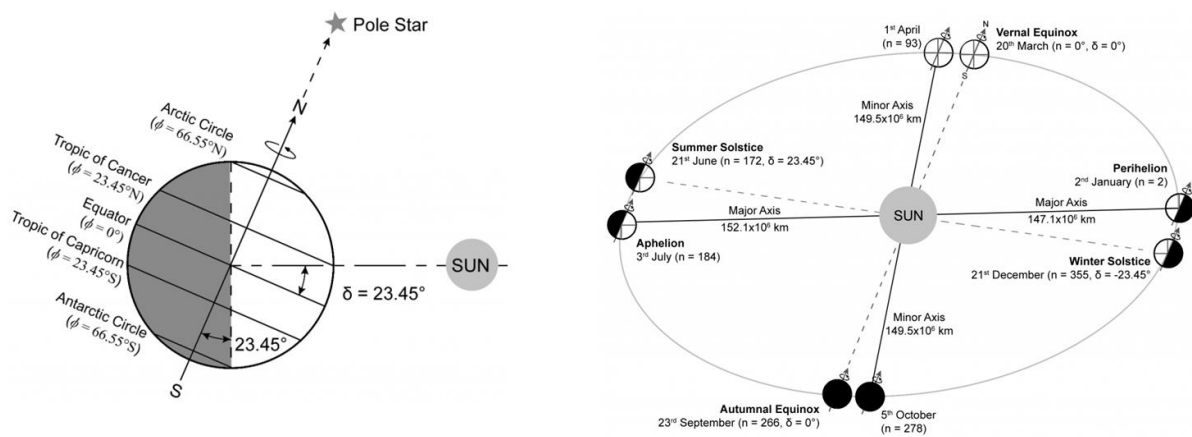 Pole Star
N
Arctic Circle
(ϕ = 66.55°N)
Tropic of Cancer
(ϕ = 23.45°N)
Equator
(ϕ = 0°)
Tropic of Capricorn
(ϕ = 23.45°S)
Antarctic Circle
(ϕ = 66.55°S)
SUN
δ = 23.45°
23.45°
S
1st April
(n = 93)
N
S
Vernal Equinox
20th March (n = 0°, δ = 0°)
Minor Axis
149.5x10⁶ km
Summer Solstice
21st June (n = 172, δ = 23.45°)
Perihelion
2nd January (n = 2)
SUN
Major Axis
152.1x10⁶ km
Major Axis
147.1x10⁶ km
Aphelion
3rd July (n = 184)
Winter Solstice
21st December (n = 355, δ = -23.45°
Minor Axis
149.5x10⁶ km
Autumnal Equinox
23rd September (n = 266, δ = 0°)
5th October
(n = 278)